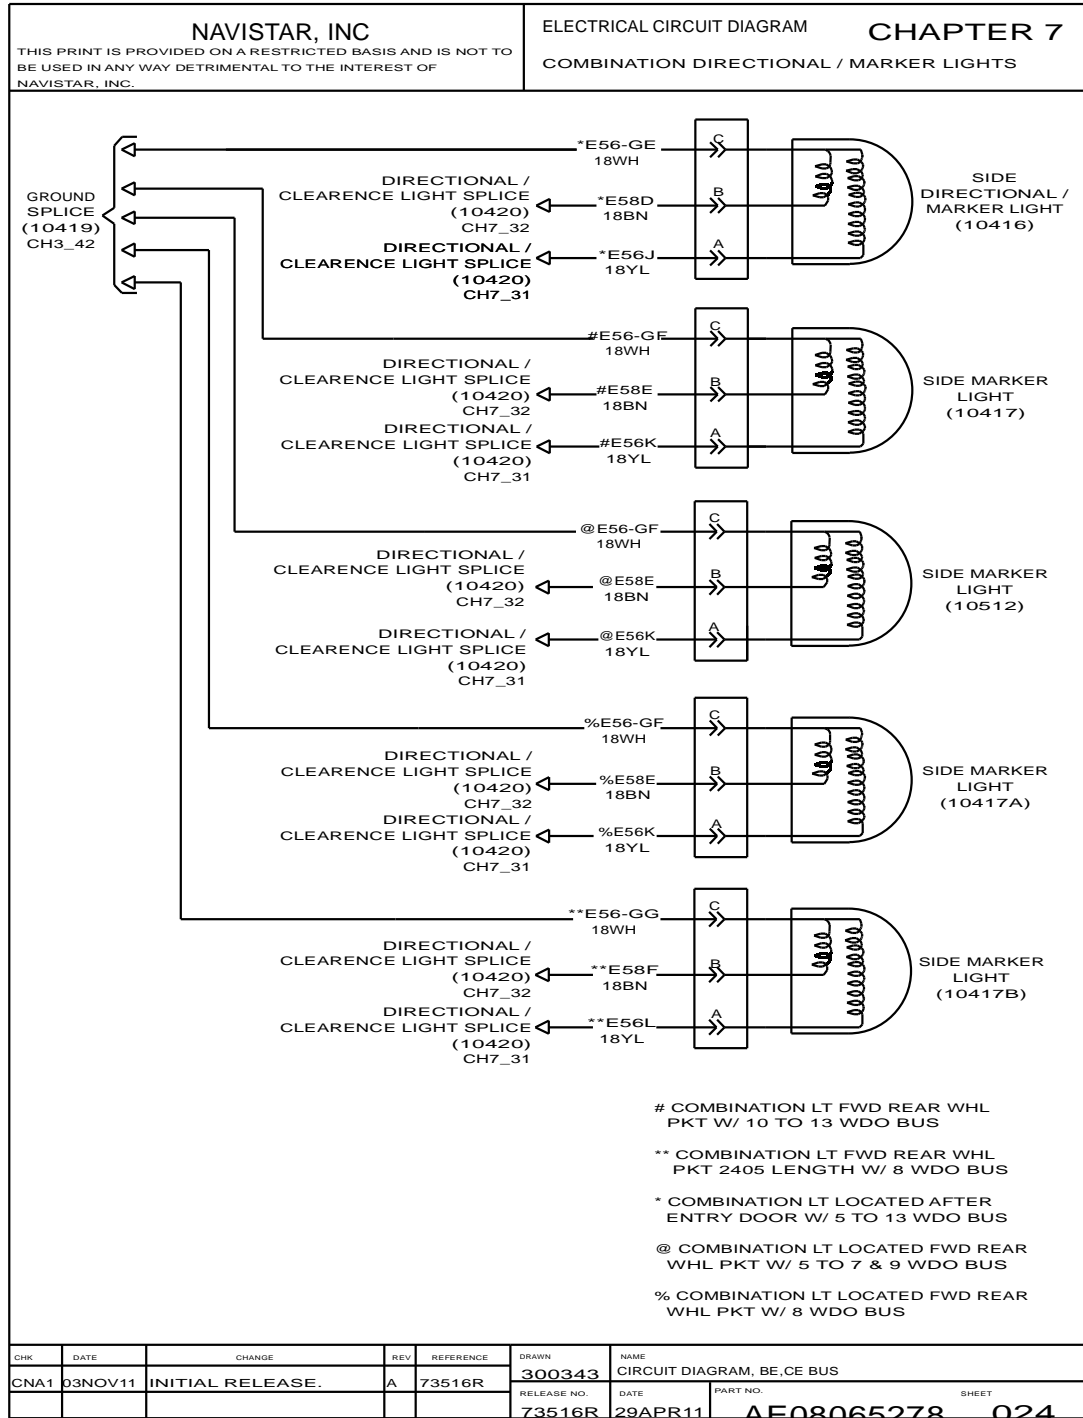 NAVISTAR, INC
THIS PRINT IS PROVIDED ON A RESTRICTED BASIS AND IS NOT TO
BE USED IN ANY WAY DETRIMENTAL TO THE INTEREST OF
NAVISTAR, INC.
ELECTRICAL CIRCUIT DIAGRAM
CHAPTER 7
COMBINATION DIRECTIONAL / MARKER LIGHTS
GROUND
SPLICE
(10419)
CH3_42
*E56-GE
18WH
C
DIRECTIONAL /
CLEARENCE LIGHT SPLICE
(10420)
CH7_32
*E58D
18BN
B
DIRECTIONAL /
CLEARENCE LIGHT SPLICE
(10420)
CH7_31
*E56J
18YL
A
SIDE
DIRECTIONAL /
MARKER LIGHT
(10416)
#E56-GF
18WH
C
DIRECTIONAL /
CLEARENCE LIGHT SPLICE
(10420)
CH7_32
#E58E
18BN
B
DIRECTIONAL /
CLEARENCE LIGHT SPLICE
(10420)
CH7_31
#E56K
18YL
A
SIDE MARKER
LIGHT
(10417)
@E56-GF
18WH
C
DIRECTIONAL /
CLEARENCE LIGHT SPLICE
(10420)
CH7_32
@E58E
18BN
B
DIRECTIONAL /
CLEARENCE LIGHT SPLICE
(10420)
CH7_31
@E56K
18YL
A
SIDE MARKER
LIGHT
(10512)
%E56-GF
18WH
C
DIRECTIONAL /
CLEARENCE LIGHT SPLICE
(10420)
CH7_32
%E58E
18BN
B
DIRECTIONAL /
CLEARENCE LIGHT SPLICE
(10420)
CH7_31
%E56K
18YL
A
SIDE MARKER
LIGHT
(10417A)
**E56-GG
18WH
C
DIRECTIONAL /
CLEARENCE LIGHT SPLICE
(10420)
CH7_32
**E58F
18BN
B
DIRECTIONAL /
CLEARENCE LIGHT SPLICE
(10420)
CH7_31
**E56L
18YL
A
SIDE MARKER
LIGHT
(10417B)
# COMBINATION LT FWD REAR WHL
PKT W/ 10 TO 13 WDO BUS
** COMBINATION LT FWD REAR WHL
PKT 2405 LENGTH W/ 8 WDO BUS
* COMBINATION LT LOCATED AFTER
ENTRY DOOR W/ 5 TO 13 WDO BUS
@ COMBINATION LT LOCATED FWD REAR
WHL PKT W/ 5 TO 7 & 9 WDO BUS
% COMBINATION LT LOCATED FWD REAR
WHL PKT W/ 8 WDO BUS
CHK DATE CHANGE REV REFERENCE
CNA1 03NOV11 INITIAL RELEASE. A 73516R
DRAWN
300343
NAME
CIRCUIT DIAGRAM, BE,CE BUS
RELEASE NO.
73516R
DATE
29APR11
PART NO.
AE08065278
SHEET
024